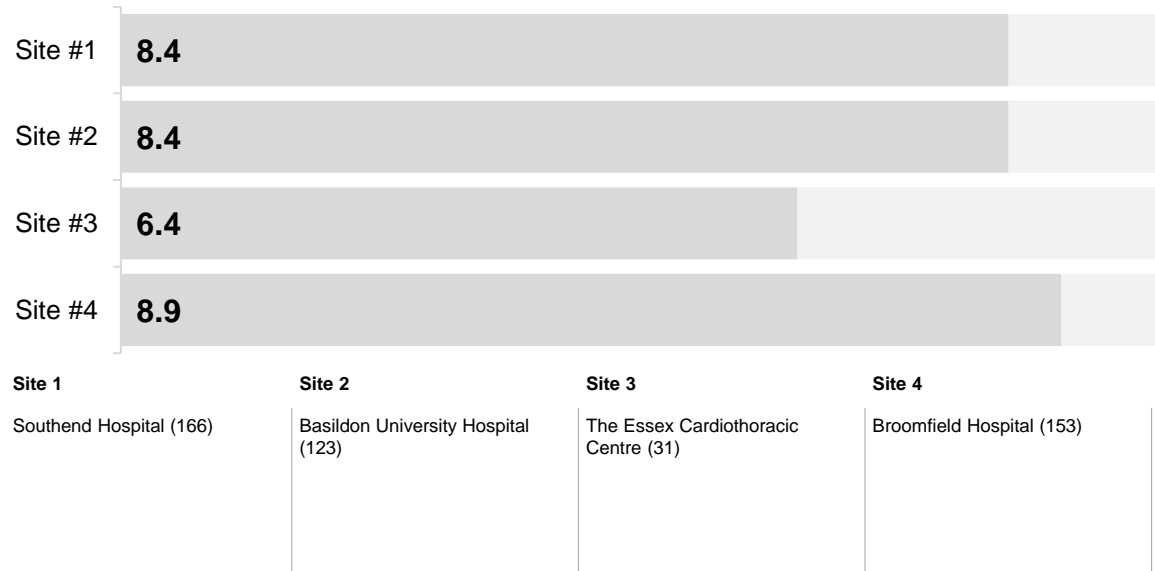 Site #1 8.4
Site #2 8.4
Site #3 6.4
Site #4 8.9
Site 1
Southend Hospital (166)
Site 2
Basildon University Hospital
(123)
Site 3
The Essex Cardiothoracic
Centre (31)
Site 4
Broomfield Hospital (153)